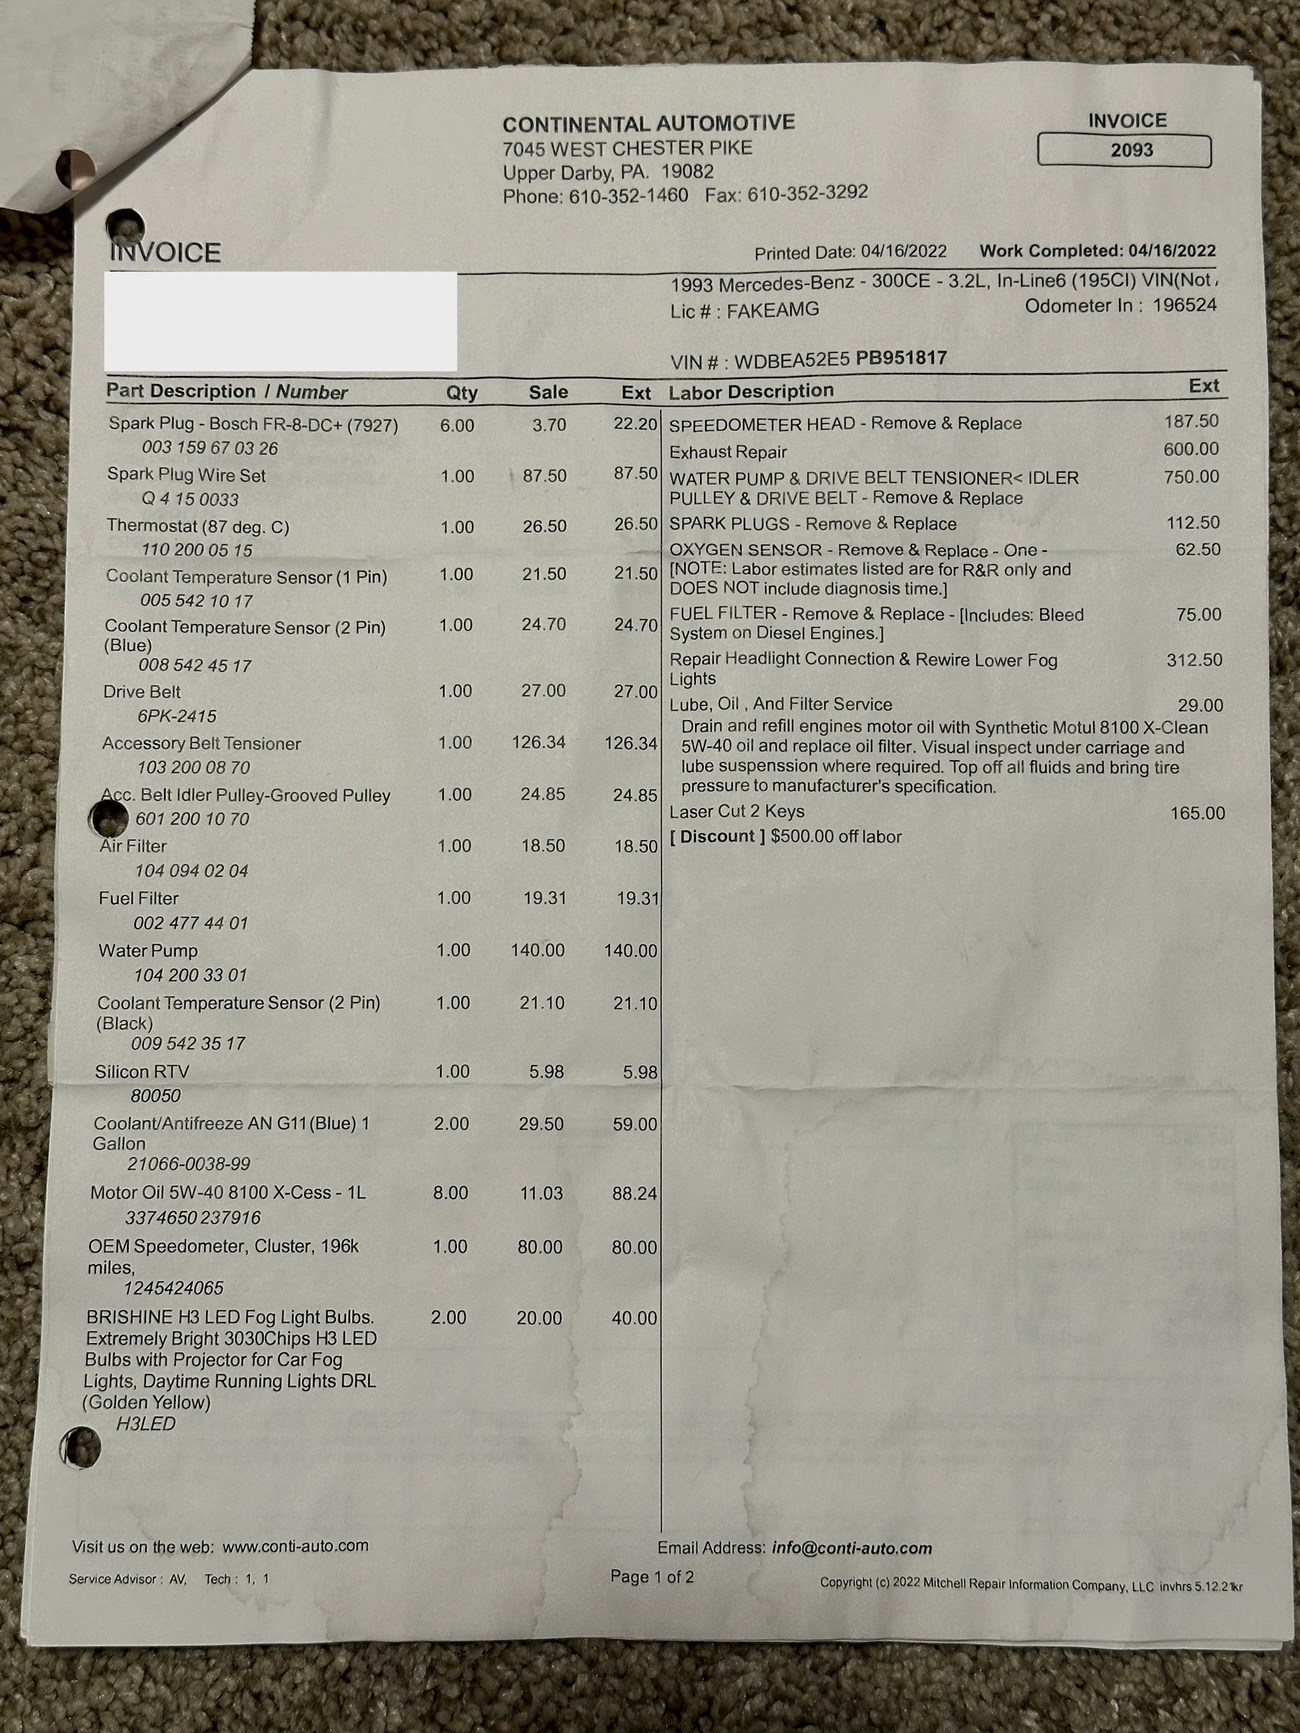 CONTINENTAL AUTOMOTIVE
7045 WEST CHESTER PIKE
Upper Darby, PA. 19082
Phone: 610-352-1460 Fax: 610-352-3292
INVOICE
2093
INVOICE
Printed Date: 04/16/2022 Work Completed: 04/16/2022
1993 Mercedes-Benz - 300CE - 3.2L, In-Line6 (195CI) VIN(Not
Lic # : FAKEAMG Odometer In : 196524
VIN # : WDBEA52E5 PB951817
Part Description / Number Qty Sale Ext
Spark Plug - Bosch FR-8-DC+ (7927) 6.00 3.70 22.20
003 159 67 03 26
Spark Plug Wire Set 1.00 87.50 87.50
Q 4 15 0033
Thermostat (87 deg. C) 1.00 26.50 26.50
110 200 05 15
Coolant Temperature Sensor (1 Pin) 1.00 21.50 21.50
005 542 10 17
Coolant Temperature Sensor (2 Pin) 1.00 24.70 24.70
(Blue)
008 542 45 17
Drive Belt 1.00 27.00 27.00
6PK-2415
Accessory Belt Tensioner 1.00 126.34 126.34
103 200 08 70
Acc. Belt Idler Pulley-Grooved Pulley 1.00 24.85 24.85
601 200 10 70
Air Filter 1.00 18.50 18.50
104 094 02 04
Fuel Filter 1.00 19.31 19.31
002 477 44 01
Water Pump 1.00 140.00 140.00
104 200 33 01
Coolant Temperature Sensor (2 Pin) 1.00 21.10 21.10
(Black)
009 542 35 17
Silicon RTV 1.00 5.98 5.98
80050
Coolant/Antifreeze AN G11(Blue) 1 2.00 29.50 59.00
Gallon
21066-0038-99
Motor Oil 5W-40 8100 X-Cess - 1L 8.00 11.03 88.24
3374650237916
OEM Speedometer, Cluster, 196k 1.00 80.00 80.00
miles,
1245424065
BRISHINE H3 LED Fog Light Bulbs. 2.00 20.00 40.00
Extremely Bright 3030Chips H3 LED
Bulbs with Projector for Car Fog
Lights, Daytime Running Lights DRL
(Golden Yellow)
H3LED
Labor Description Ext
SPEEDOMETER HEAD - Remove & Replace 187.50
Exhaust Repair 600.00
WATER PUMP & DRIVE BELT TENSIONER< IDLER 750.00
PULLEY & DRIVE BELT - Remove & Replace
SPARK PLUGS - Remove & Replace 112.50
OXYGEN SENSOR - Remove & Replace - One - 62.50
[NOTE: Labor estimates listed are for R&R only and
DOES NOT include diagnosis time.]
FUEL FILTER - Remove & Replace - [Includes: Bleed 75.00
System on Diesel Engines.]
Repair Headlight Connection & Rewire Lower Fog 312.50
Lights
Lube, Oil , And Filter Service 29.00
Drain and refill engines motor oil with Synthetic Motul 8100 X-Clean
5W-40 oil and replace oil filter. Visual inspect under carriage and
lube suspenssion where required. Top off all fluids and bring tire
pressure to manufacturer's specification.
Laser Cut 2 Keys 165.00
[ Discount ] $500.00 off labor
Visit us on the web: www.conti-auto.com Email Address: info@conti-auto.com
Service Advisor : AV, Tech : 1, 1 Page 1 of 2 Copyright (c) 2022 Mitchell Repair Information Company, LLC invhrs 5.12.21kr